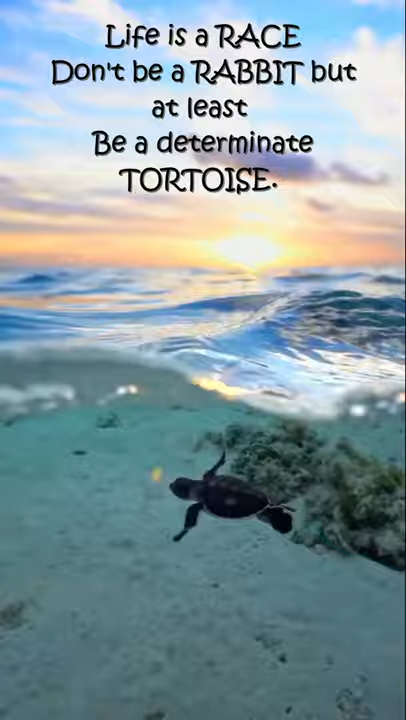 Life is a RACE
Don't be a RABBIT but
at least
Be a determinate
TORTOISE.